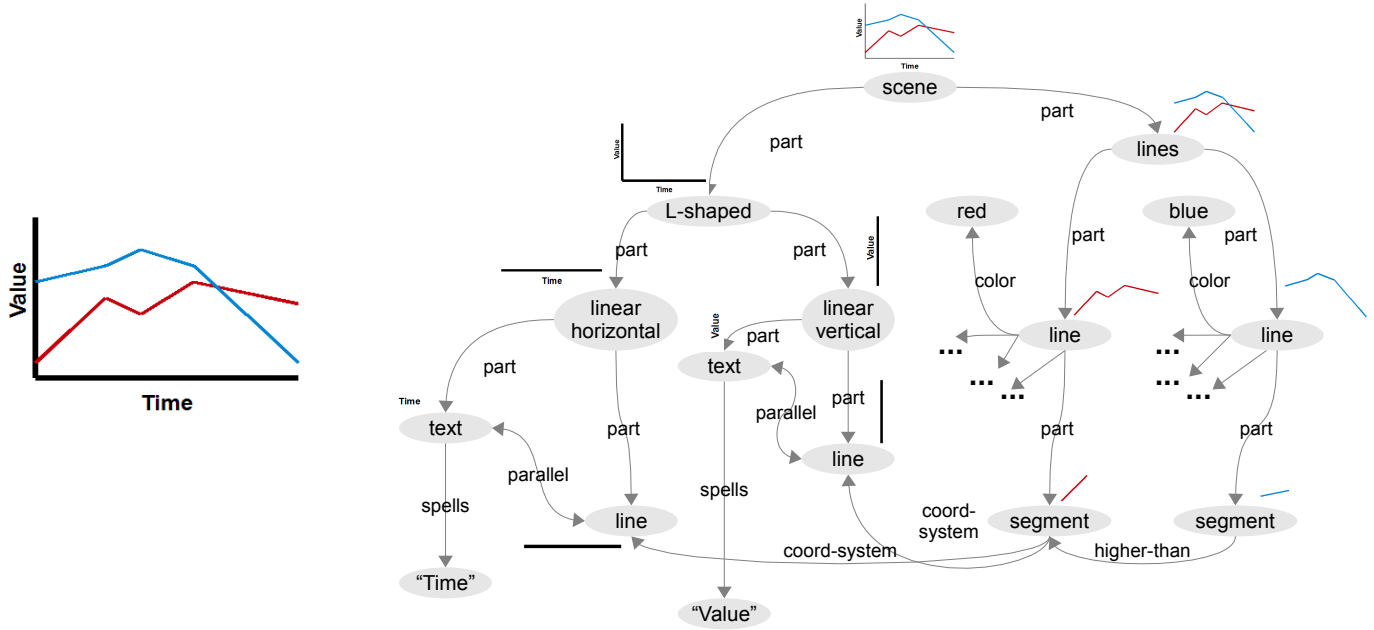 Value
Time
Value
Time
scene
part
part
lines
Value
Time
L-shaped
red
blue
part
part
Value
part
part
Time
color
color
linear
horizontal
linear
vertical
line
line
Value
part
...
...
...
...
...
...
text
part
Time
text
part
parallel
part
part
part
parallel
line
spells
spells
line
coord-
system
segment
segment
coord-system
higher-than
"Time"
"Value"